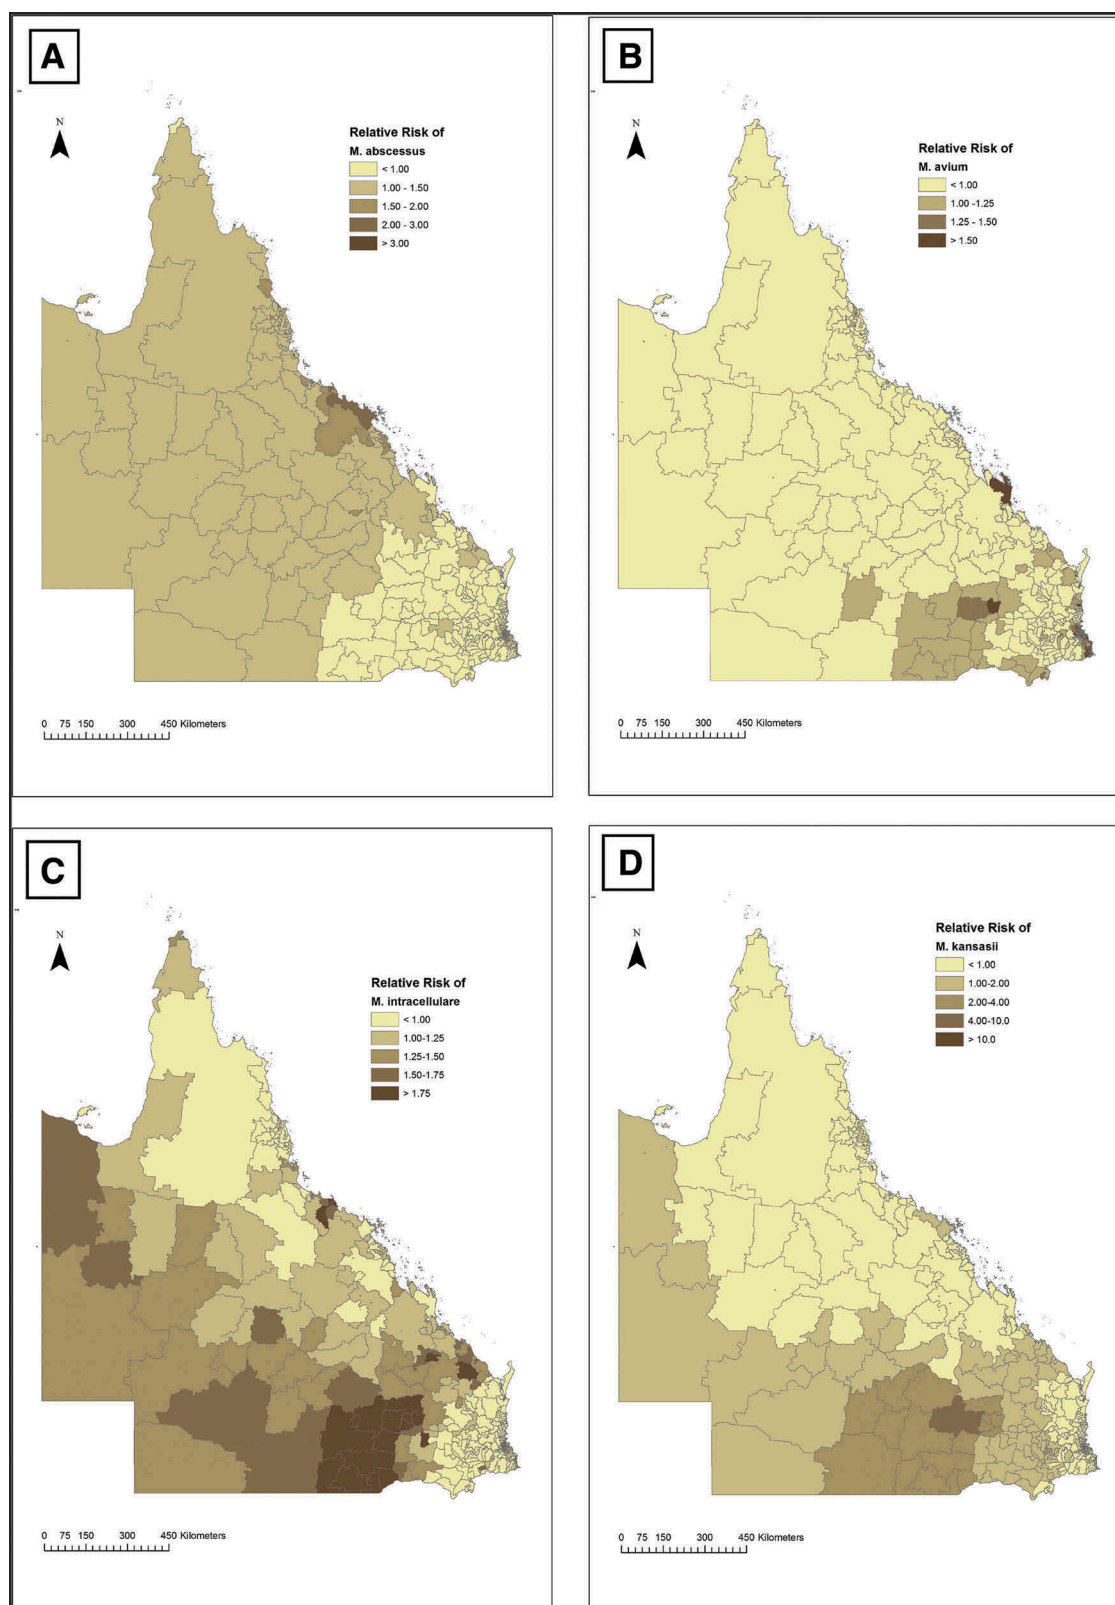 A
N
Relative Risk of
M. abscessus
< 1.00
1.00 - 1.50
1.50 - 2.00
2.00 - 3.00
> 3.00
0 75 150 300 450 Kilometers
B
N
Relative Risk of
M. avium
< 1.00
1.00 -1.25
1.25 - 1.50
> 1.50
0 75 150 300 450 Kilometers
C
N
Relative Risk of
M. intracellulare
< 1.00
1.00-1.25
1.25-1.50
1.50-1.75
> 1.75
0 75 150 300 450 Kilometers
D
N
Relative Risk of
M. kansasii
< 1.00
1.00-2.00
2.00-4.00
4.00-10.0
> 10.0
0 75 150 300 450 Kilometers